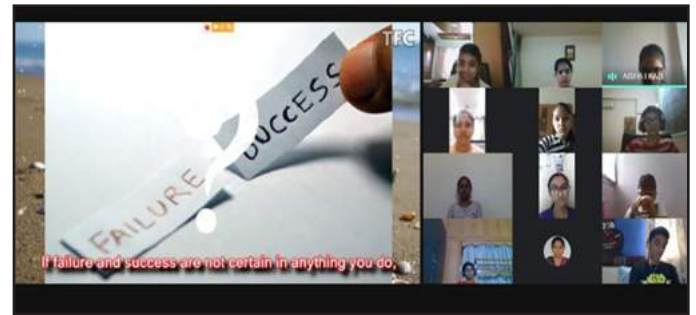 TFC
SUCCESS
FAILURE
If failure and success are not certain in anything you do,